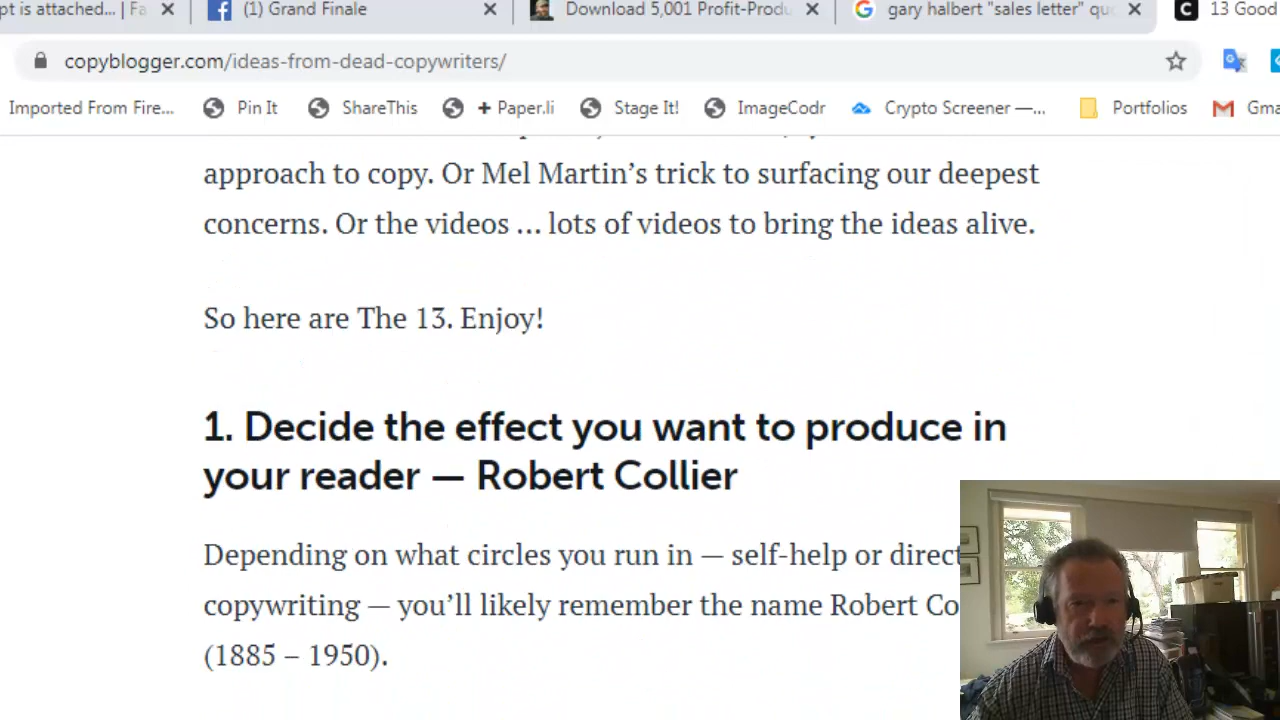 pt is attached... | Fa
(1) Grand Finale
Download 5,001 Profit-Produ
gary halbert "sales letter" quo
13 Good
copyblogger.com/ideas-from-dead-copywriters/
Imported From Fire...
Pin It
ShareThis
+ Paper.li
Stage It!
ImageCodr
Crypto Screener —...
Portfolios
Gma
approach to copy. Or Mel Martin’s trick to surfacing our deepest
concerns. Or the videos … lots of videos to bring the ideas alive.
So here are The 13. Enjoy!
1. Decide the effect you want to produce in
your reader — Robert Collier
Depending on what circles you run in — self-help or direct
copywriting — you’ll likely remember the name Robert Co
(1885 – 1950).